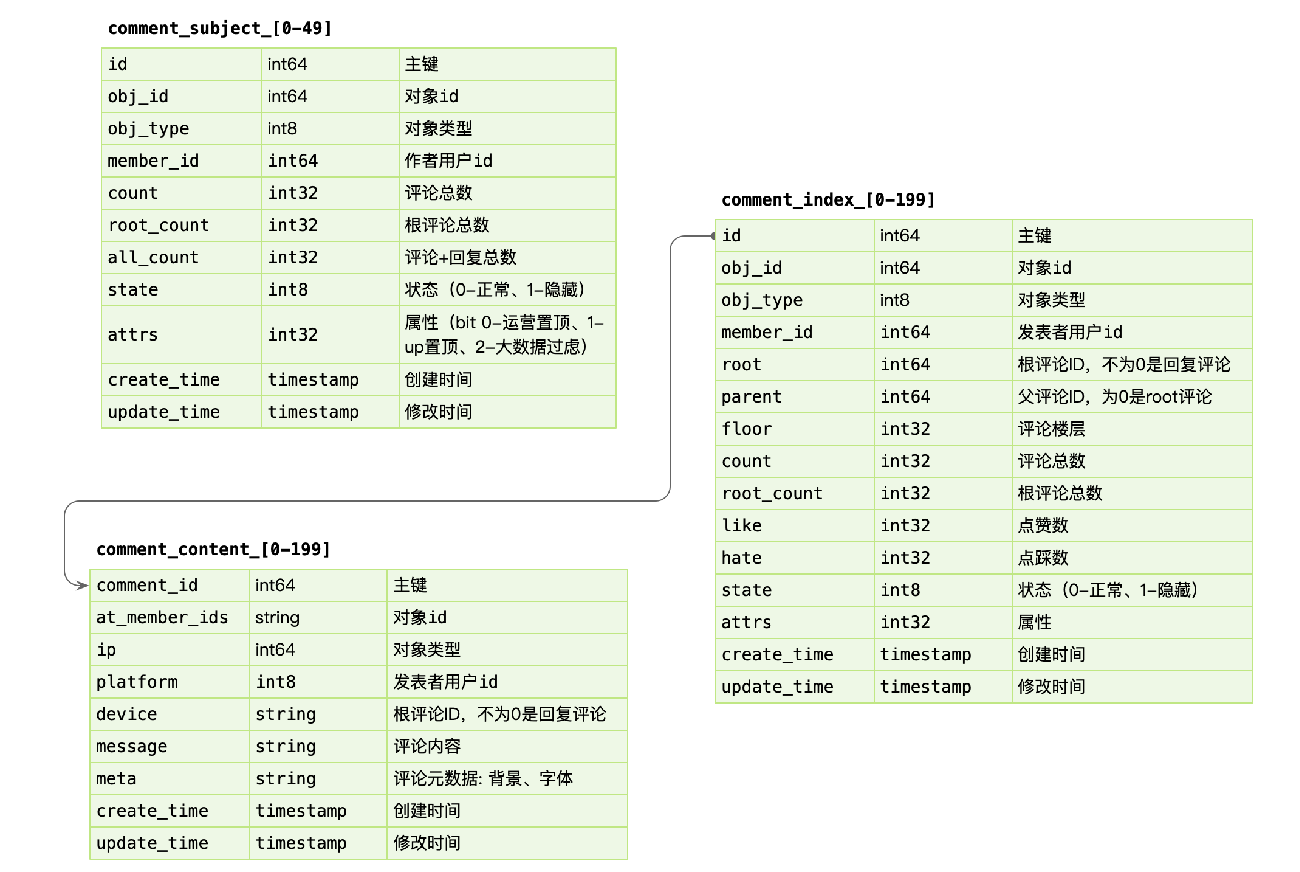 comment_subject_[0-49]
id int64 主键
obj_id int64 对象id
obj_type int8 对象类型
member_id int64 作者用户id
count int32 评论总数
root_count int32 根评论总数
all_count int32 评论+回复总数
state int8 状态（0-正常、1-隐藏）
attrs int32 属性（bit 0-运营置顶、1-
up置顶、2-大数据过虑）
create_time timestamp 创建时间
update_time timestamp 修改时间
comment_index_[0-199]
id int64 主键
obj_id int64 对象id
obj_type int8 对象类型
member_id int64 发表者用户id
root int64 根评论ID，不为0是回复评论
parent int64 父评论ID，为0是root评论
floor int32 评论楼层
count int32 评论总数
root_count int32 根评论总数
like int32 点赞数
hate int32 点踩数
state int8 状态（0-正常、1-隐藏）
attrs int32 属性
create_time timestamp 创建时间
update_time timestamp 修改时间
comment_content_[0-199]
comment_id int64 主键
at_member_ids string 对象id
ip int64 对象类型
platform int8 发表者用户id
device string 根评论ID，不为0是回复评论
message string 评论内容
meta string 评论元数据: 背景、字体
create_time timestamp 创建时间
update_time timestamp 修改时间